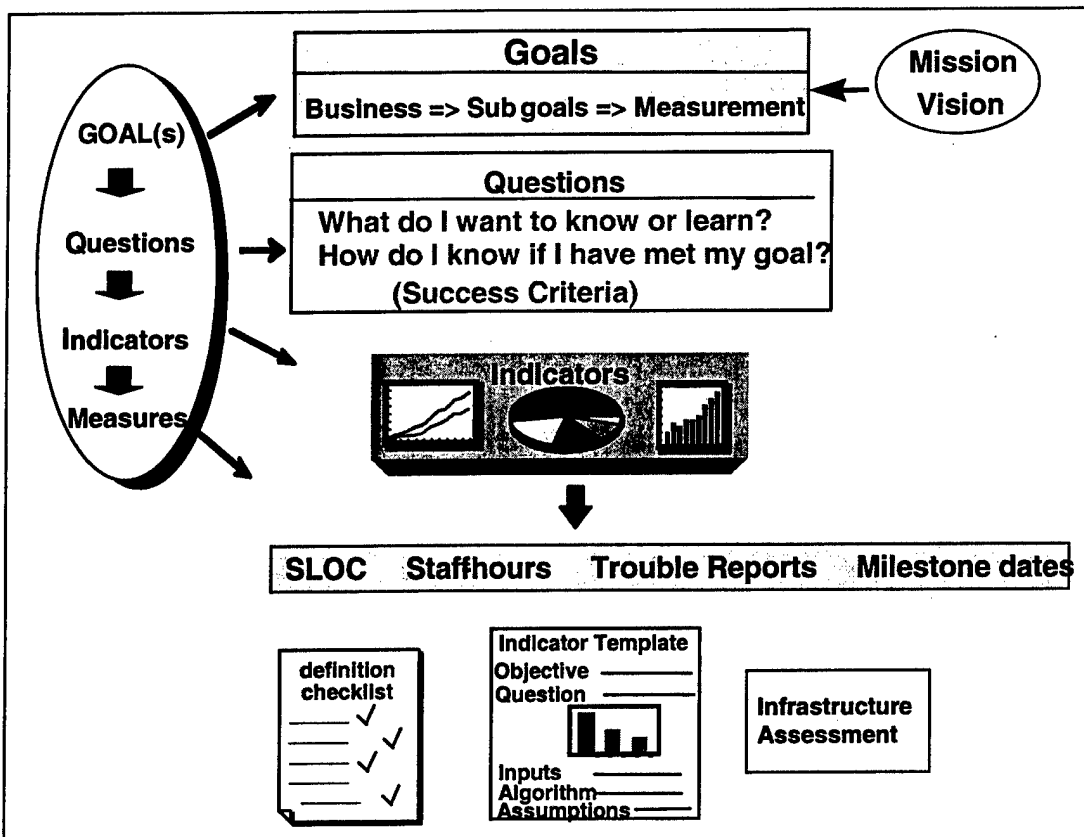 GOAL(s)
Questions
Indicators
Measures
Goals
Business => Sub goals => Measurement
Mission
Vision
Questions
What do I want to know or learn?
How do I know if I have met my goal?
(Success Criteria)
Indicators
SLOC Staffhours Trouble Reports Milestone dates
definition
checklist
Indicator Template
Objective
Question
Inputs
Algorithm
Assumptions
Infrastructure
Assessment